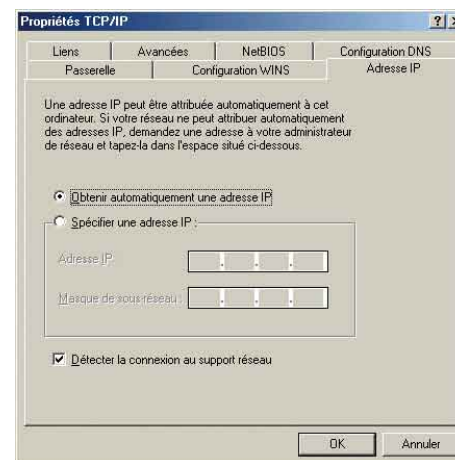 Propriétés TCP/IP
Liens Avancées NetBIOS Configuration DNS
Passerelle Configuration WINS Adresse IP
Une adresse IP peut être attribuée automatiquement à cet
ordinateur. Si votre réseau ne peut attribuer automatiquement
des adresses IP, demandez une adresse à votre administrateur
de réseau et tapez-la dans l'espace situé ci-dessous.
Obtenir automatiquement une adresse IP
Spécifier une adresse IP :
Adresse IP:
Masque de sous-réseau :
Détecter la connexion au support réseau
OK Annuler